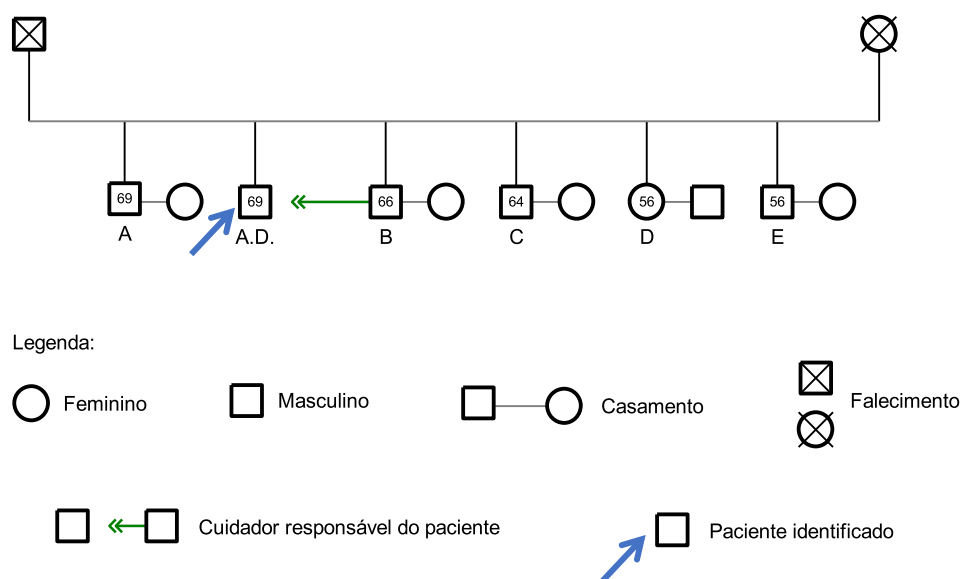 69 69 66 64 56 56
A A.D. B C D E
Legenda:
Feminino Masculino Casamento Falecimento
Cuidador responsável do paciente Paciente identificado